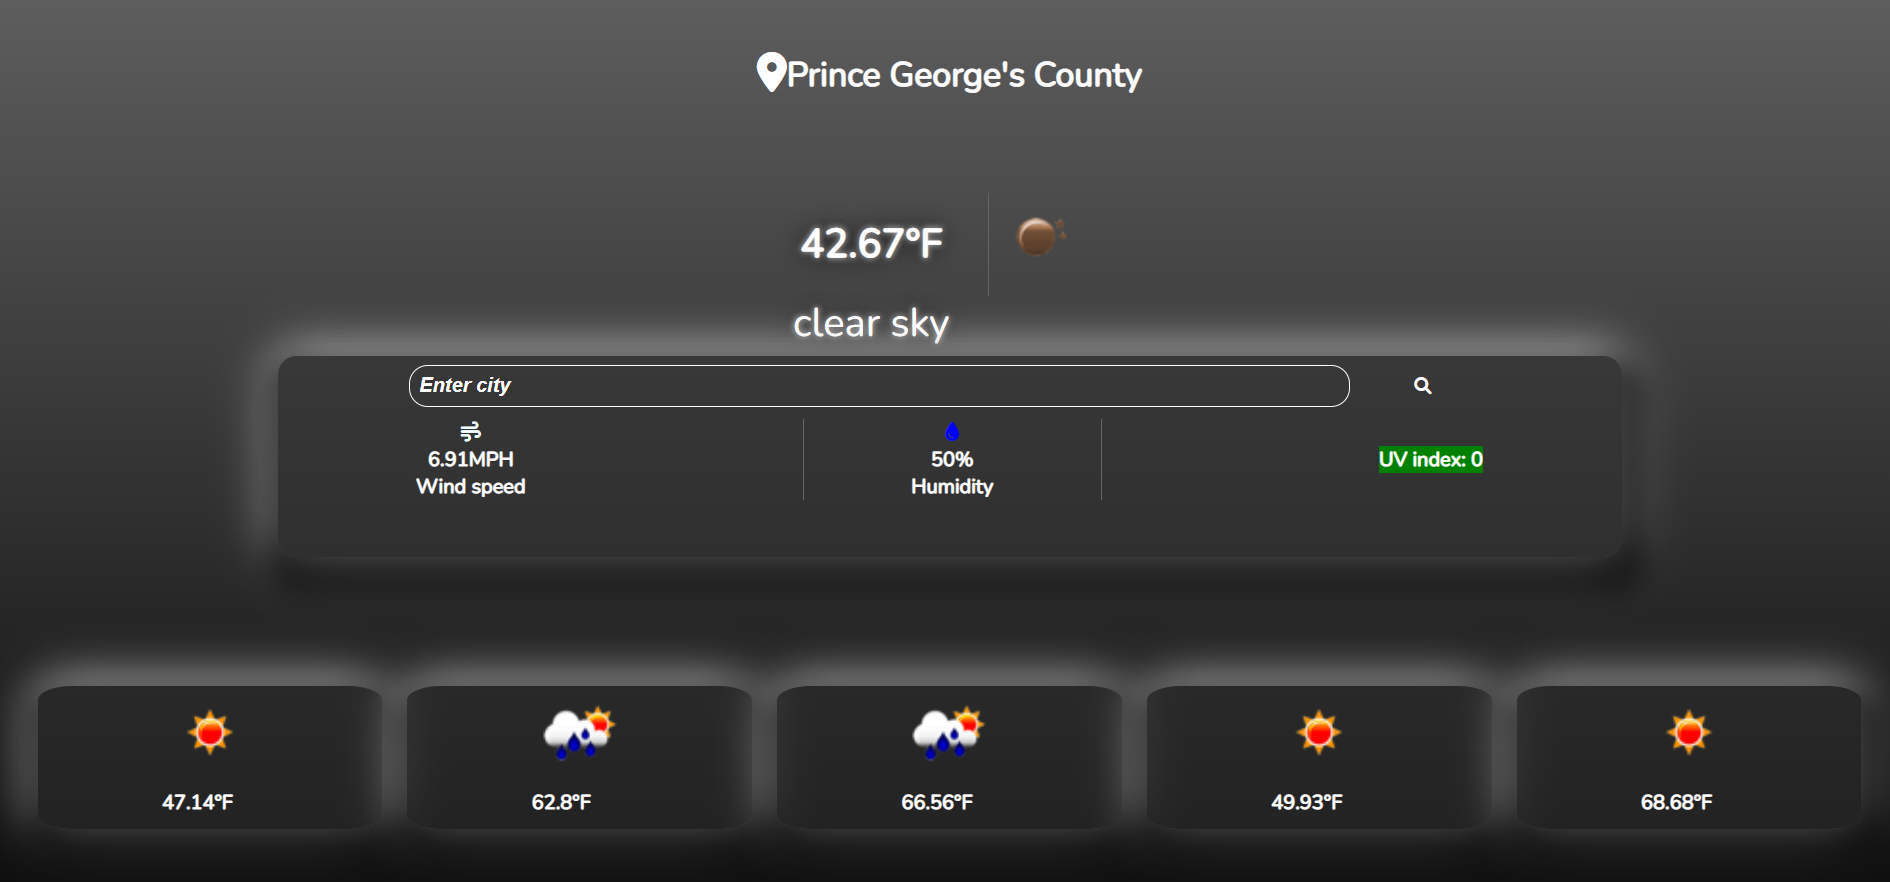 Prince George's County
42.67°F
clear sky
Enter city
6.91MPH
Wind speed
50%
Humidity
UV index: 0
47.14°F
62.8°F
66.56°F
49.93°F
68.68°F